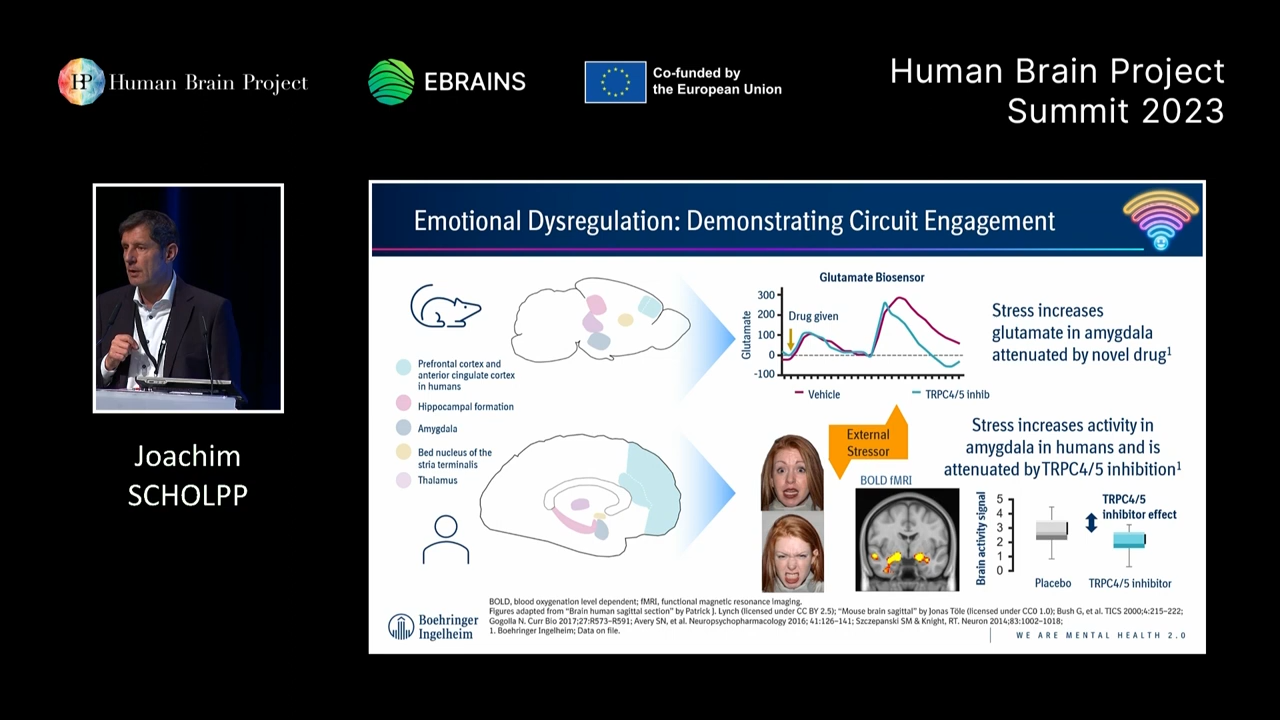 Human Brain Project
EBRAINS
Co-funded by
the European Union
Human Brain Project
Summit 2023
Joachim
SCHOLPP
Emotional Dysregulation: Demonstrating Circuit Engagement
Prefrontal cortex and
anterior cingulate cortex
in humans
Hippocampal formation
Amygdala
Bed nucleus of the
stria terminalis
Thalamus
Glutamate Biosensor
Glutamate
300
200
100
0
-100
Drug given
Vehicle
TRPC4/5 inhib
Stress increases
glutamate in amygdala
attenuated by novel drug¹
External
Stressor
BOLD fMRI
Stress increases activity in
amygdala in humans and is
attenuated by TRPC4/5 inhibition¹
Brain activity signal
5
4
3
2
1
0
TRPC4/5
inhibitor effect
Placebo
TRPC4/5 inhibitor
Boehringer
Ingelheim
BOLD, blood oxygenation level dependent; fMRI, functional magnetic resonance imaging.
Figures adapted from "Brain human sagittal section" by Patrick J. Lynch (licensed under CC BY 2.5); "Mouse brain sagittal" by Jonas Töle (licensed under CC0 1.0); Bush G, et al. TICS 2000;4:215–222;
Gogolla N. Curr Bio 2017;27:R573–R591; Avery SN, et al. Neuropsychopharmacology 2016; 41:126–141; Szczepanski SM & Knight, RT. Neuron 2014;83:1002–1018;
1. Boehringer Ingelheim; Data on file.
WE ARE MENTAL HEALTH 2.0